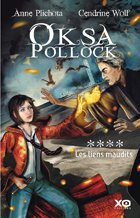 Anne Plichota Cendrine Wolf
OKSA
POLLOCK
****
Les liens maudits
XO